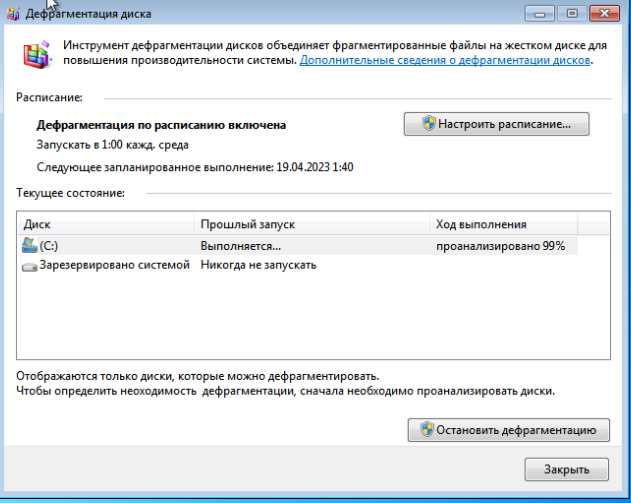 Дефрагментация диска
Инструмент дефрагментации дисков объединяет фрагментированные файлы на жестком диске для
повышения производительности системы. Дополнительные сведения о дефрагментации дисков.
Расписание:
Дефрагментация по расписанию включена
Настроить расписание...
Запускать в 1:00 кажд. среда
Следующее запланированное выполнение: 19.04.2023 1:40
Текущее состояние:
Диск Прошлый запуск Ход выполнения
(C:) Выполняется... проанализировано 99%
Зарезервировано системой Никогда не запускать
Отображаются только диски, которые можно дефрагментировать.
Чтобы определить неоходимость дефрагментации, сначала необходимо проанализировать диски.
Остановить дефрагментацию
Закрыть